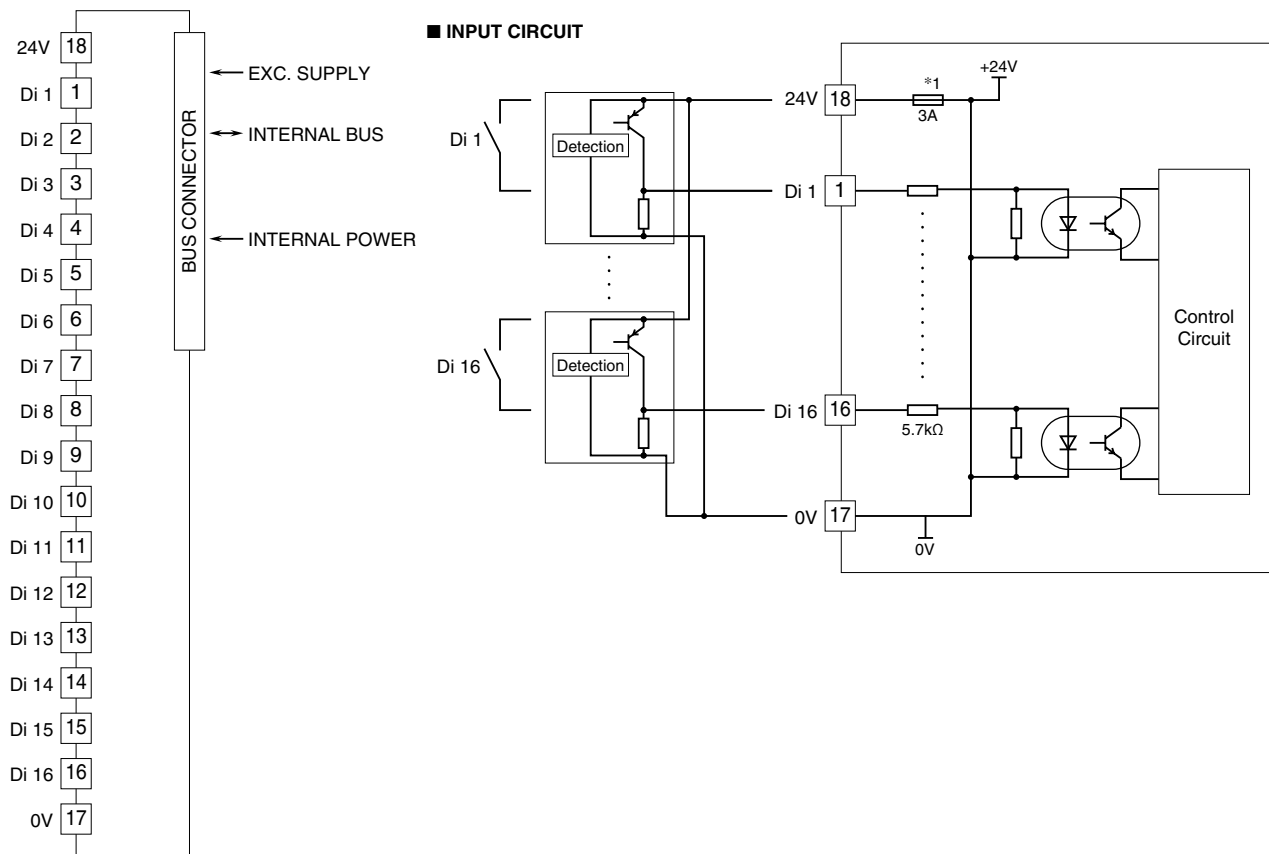 24V 18
Di 1 1
Di 2 2
Di 3 3
Di 4 4
Di 5 5
Di 6 6
Di 7 7
Di 8 8
Di 9 9
Di 10 10
Di 11 11
Di 12 12
Di 13 13
Di 14 14
Di 15 15
Di 16 16
0V 17
BUS CONNECTOR
EXC. SUPPLY
INTERNAL BUS
INTERNAL POWER
■ INPUT CIRCUIT
Di 1
Detection
Di 16
Detection
24V 18
*1
3A
+24V
Di 1 1
Di 16 16
5.7kΩ
0V 17
0V
Control
Circuit